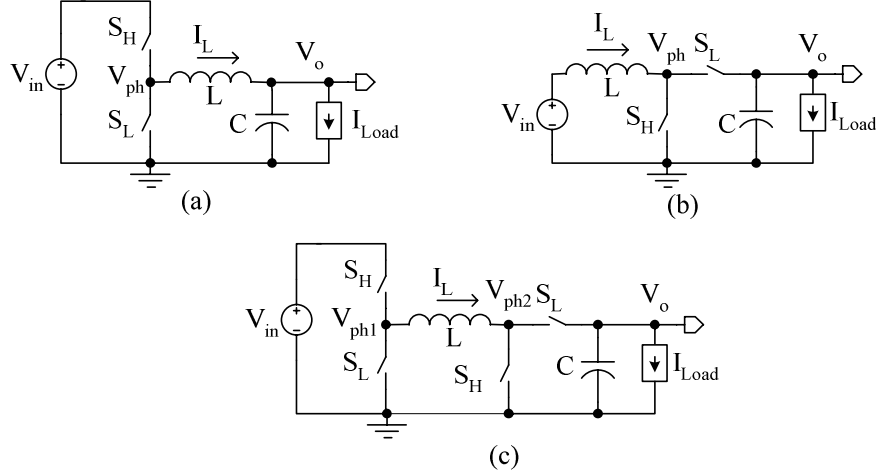 S_H
I_L
V_o
V_in
V_ph
L
S_L
C
I_Load
(a)
I_L
V_ph
S_L
V_o
L
V_in
S_H
C
I_Load
(b)
S_H
I_L
V_ph2
S_L
V_o
V_in
V_ph1
L
S_L
S_H
C
I_Load
(c)